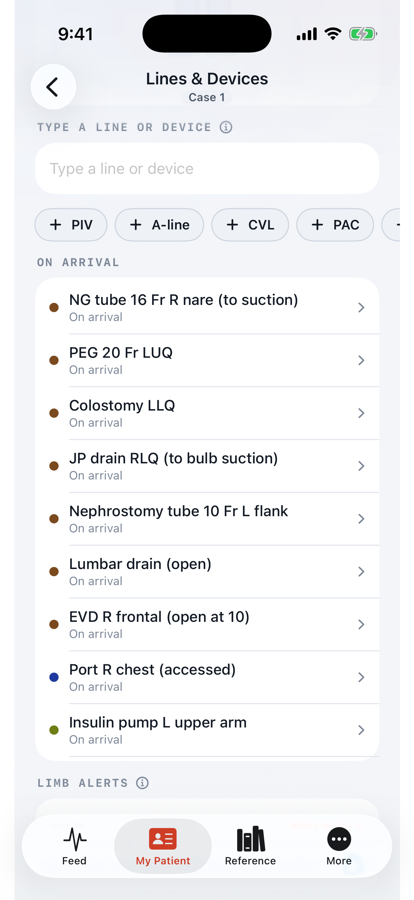 9:41
Lines & Devices
Case 1
TYPE A LINE OR DEVICE
Type a line or device
+ PIV
+ A-line
+ CVL
+ PAC
ON ARRIVAL
NG tube 16 Fr R nare (to suction)
On arrival
PEG 20 Fr LUQ
On arrival
Colostomy LLQ
On arrival
JP drain RLQ (to bulb suction)
On arrival
Nephrostomy tube 10 Fr L flank
On arrival
Lumbar drain (open)
On arrival
EVD R frontal (open at 10)
On arrival
Port R chest (accessed)
On arrival
Insulin pump L upper arm
On arrival
LIMB ALERTS
Feed
My Patient
Reference
More